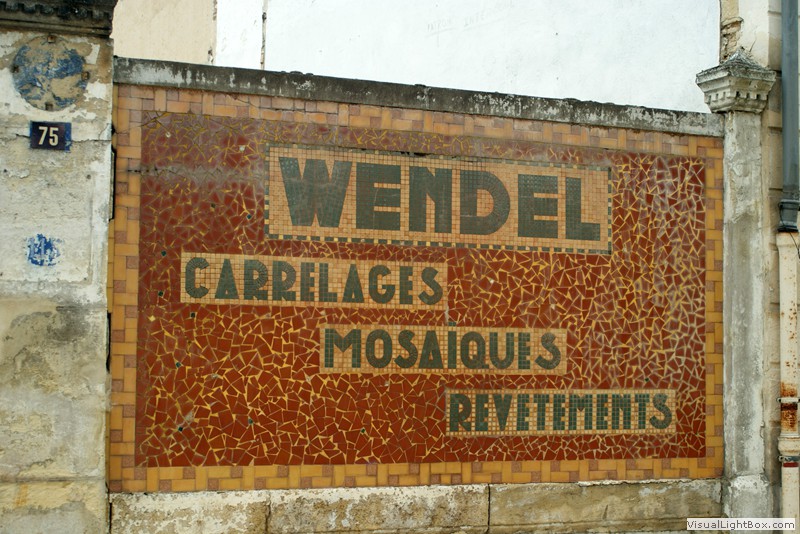 75
WENDEL
CARRELAGES
MOSAIQUES
REVETEMENTS
VisualLightBox.com